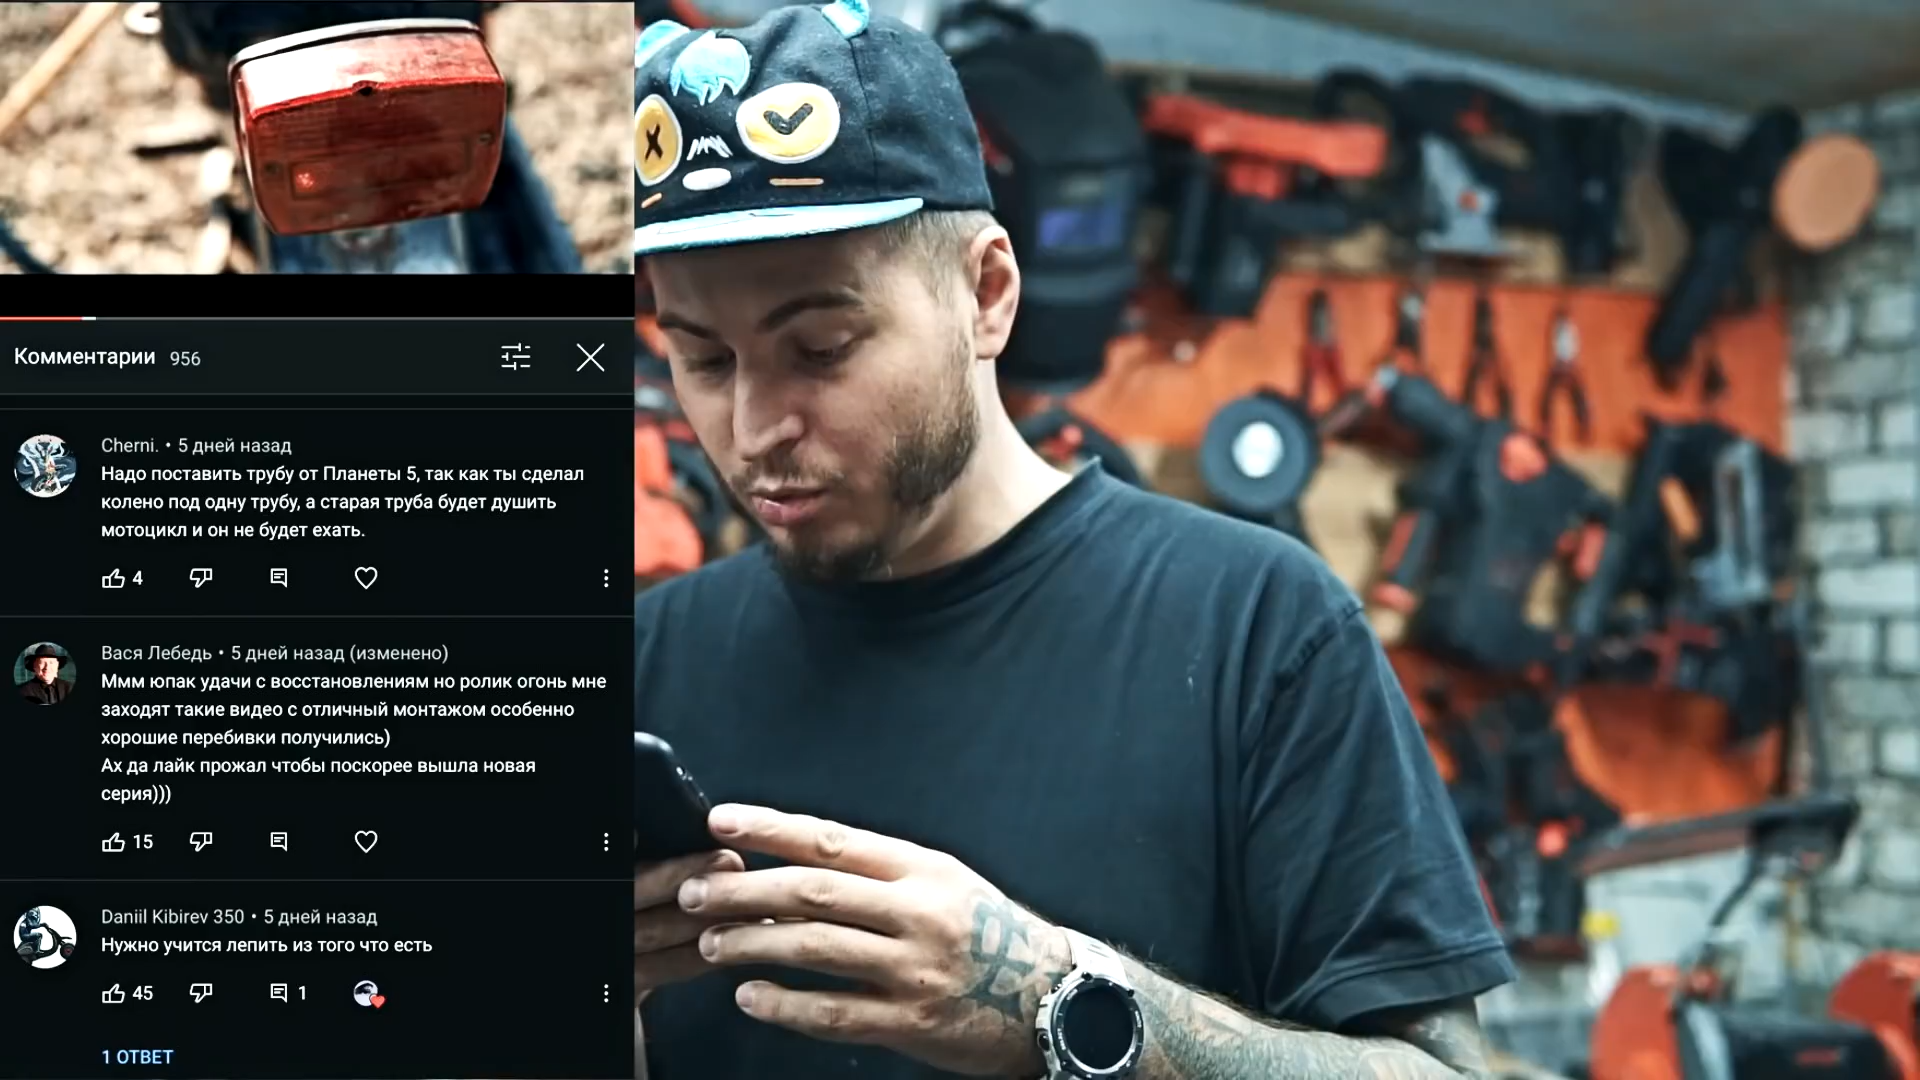 Комментарии 956
Cherni. • 5 дней назад
Надо поставить трубу от Планеты 5, так как ты сделал
колено под одну трубу, а старая труба будет душить
мотоцикл и он не будет ехать.
4
Вася Лебедь • 5 дней назад (изменено)
Ммм юпак удачи с восстановлениям но ролик огонь мне
заходят такие видео с отличный монтажом особенно
хорошие перебивки получились)
Ах да лайк прожал чтобы поскорее вышла новая
серия)))
15
Daniil Kibirev 350 • 5 дней назад
Нужно учится лепить из того что есть
45 1
1 ОТВЕТ